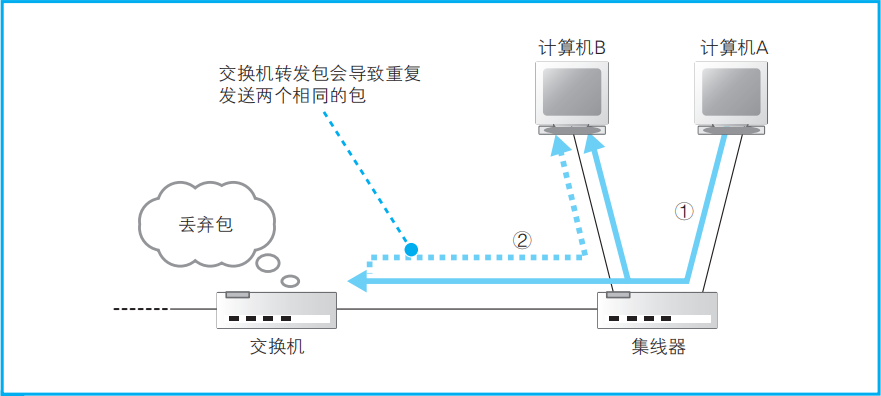 计算机B
计算机A
交换机转发包会导致重复
发送两个相同的包
①
丢弃包
②
交换机
集线器